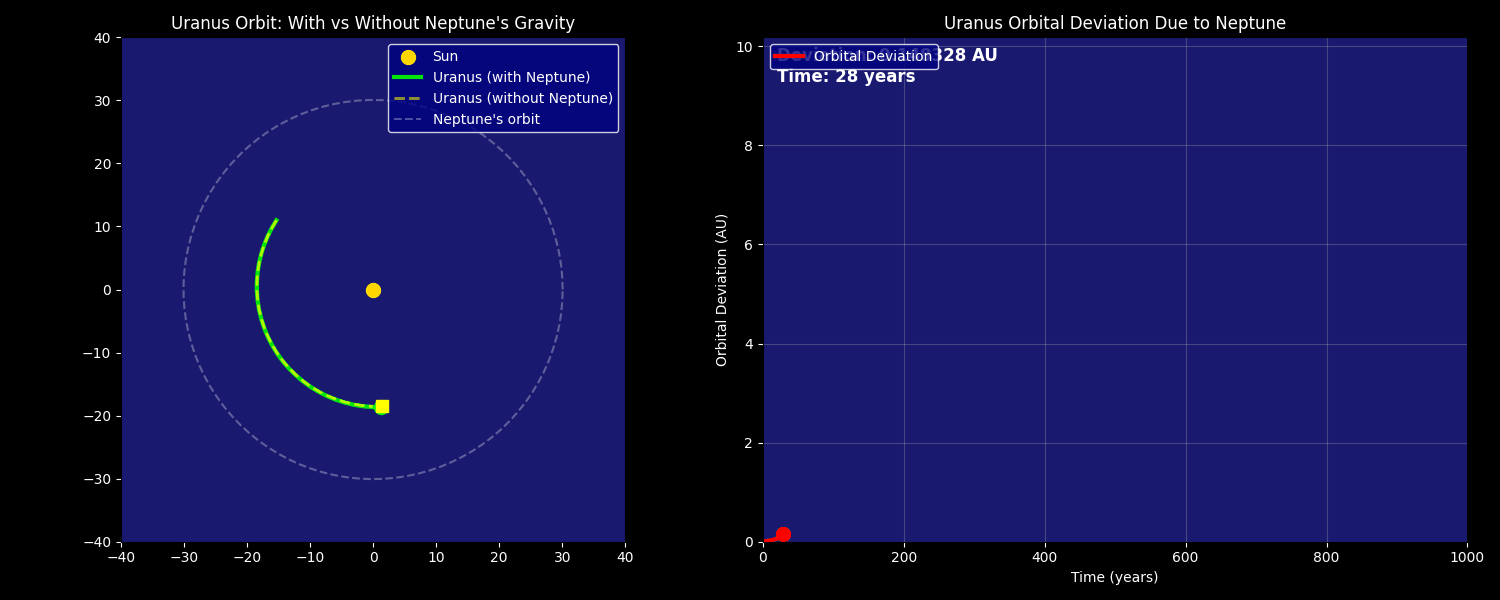 Uranus Orbit: With vs Without Neptune's Gravity
40
30
20
10
0
−10
−20
−30
−40
−40 −30 −20 −10 0 10 20 30 40
Sun
Uranus (with Neptune)
Uranus (without Neptune)
Neptune's orbit
Uranus Orbital Deviation Due to Neptune
Orbital Deviation (AU)
10
8
6
4
2
0
0 200 400 600 800 1000
Time (years)
Orbital Deviation
Deviation: 328 AU
Time: 28 years